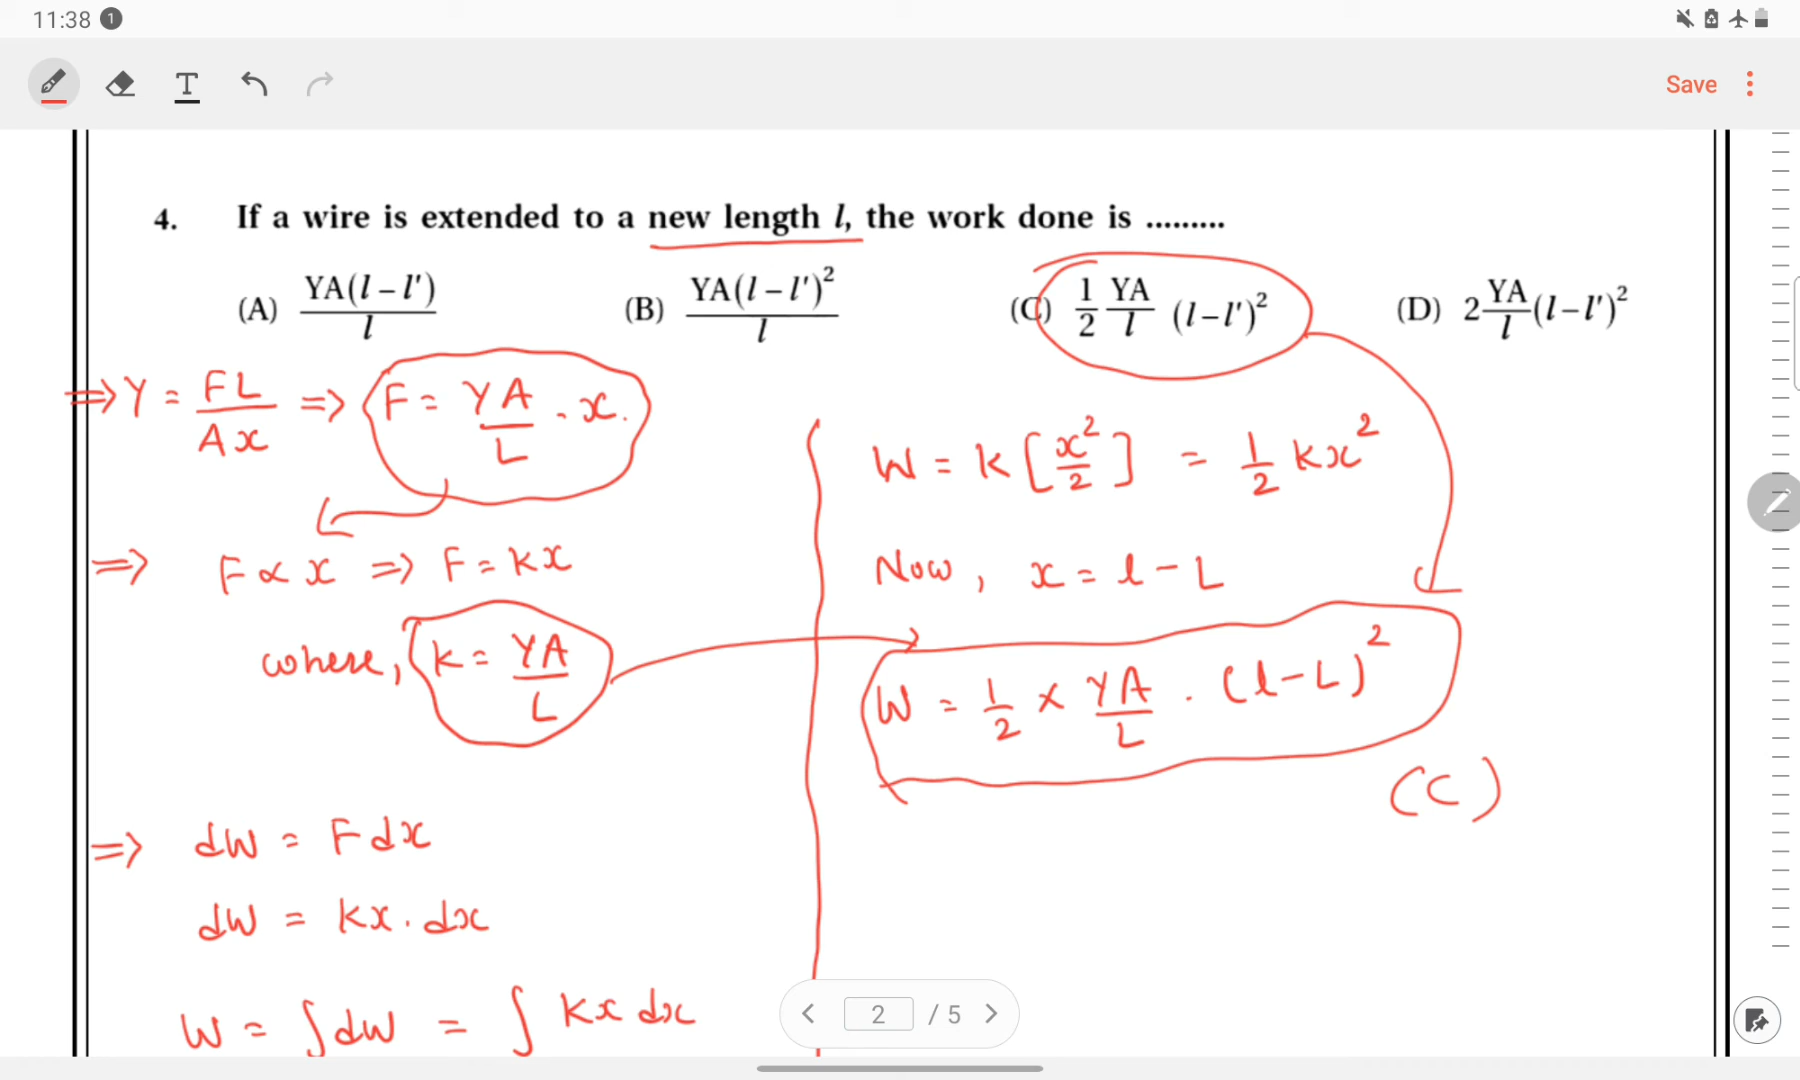 11:38 1
T Save
4. If a wire is extended to a new length l, the work done is .........
(A) YA(l – l′) / l (B) YA(l – l′)² / l (C) 1/2 YA/l (l – l′)² (D) 2 YA/l (l – l′)²
⇒ Y = FL / Ax ⇒ F = YA / L · x.
⇒ F ∝ x ⇒ F = kx
where, k = YA / L
⇒ dW = F dx
dW = kx . dx
W = ∫dW = ∫ kx dx
W = k [x²/2] = 1/2 kx²
Now, x = l – L
W = 1/2 × YA/L · (l – L)²
(C)
2 / 5